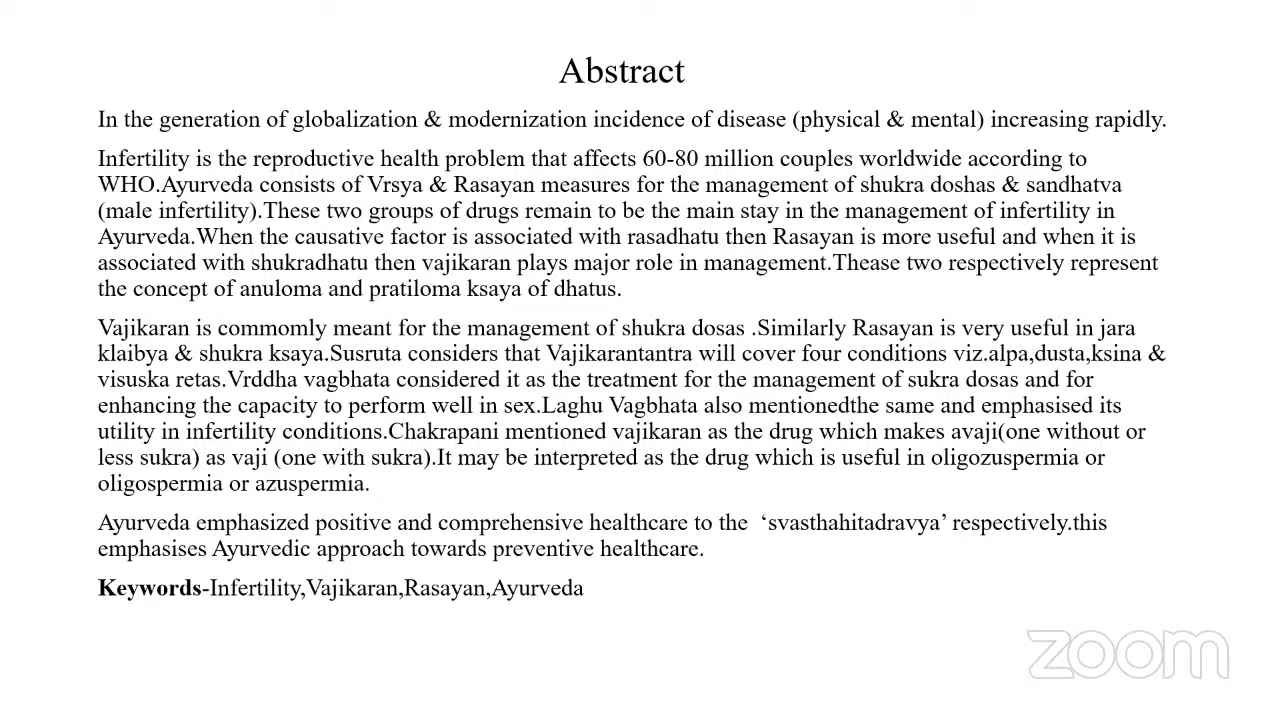 Abstract
In the generation of globalization & modernization incidence of disease (physical & mental) increasing rapidly.
Infertility is the reproductive health problem that affects 60-80 million couples worldwide according to
WHO.Ayurveda consists of Vrsya & Rasayan measures for the management of shukra doshas & sandhatva
(male infertility).These two groups of drugs remain to be the main stay in the management of infertility in
Ayurveda.When the causative factor is associated with rasadhatu then Rasayan is more useful and when it is
associated with shukradhatu then vajikaran plays major role in management.Thease two respectively represent
the concept of anuloma and pratiloma ksaya of dhatus.
Vajikaran is commomly meant for the management of shukra dosas .Similarly Rasayan is very useful in jara
klaibya & shukra ksaya.Susruta considers that Vajikarantantra will cover four conditions viz.alpa,dusta,ksina &
visuska retas.Vrddha vagbhata considered it as the treatment for the management of sukra dosas and for
enhancing the capacity to perform well in sex.Laghu Vagbhata also mentionedthe same and emphasised its
utility in infertility conditions.Chakrapani mentioned vajikaran as the drug which makes avaji(one without or
less sukra) as vaji (one with sukra).It may be interpreted as the drug which is useful in oligozuspermia or
oligospermia or azuspermia.
Ayurveda emphasized positive and comprehensive healthcare to the ‘svasthahitadravya’ respectively.this
emphasises Ayurvedic approach towards preventive healthcare.
Keywords-Infertility,Vajikaran,Rasayan,Ayurveda
zoom